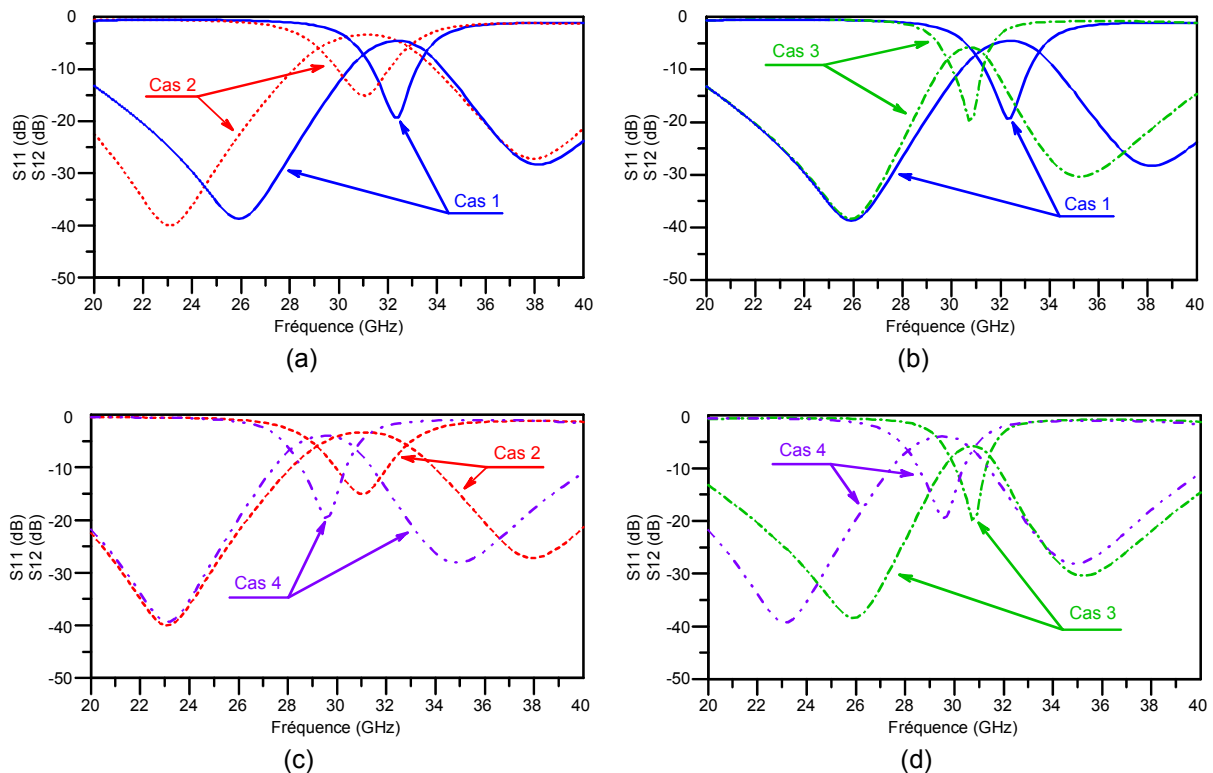 0
-10
-20
-30
-40
-50
S11 (dB)
S12 (dB)
Cas 2
Cas 1
20 22 24 26 28 30 32 34 36 38 40
Fréquence (GHz)
(a)
0
-10
-20
-30
-40
-50
S11 (dB)
S12 (dB)
Cas 3
Cas 1
20 22 24 26 28 30 32 34 36 38 40
Fréquence (GHz)
(b)
0
-10
-20
-30
-40
-50
S11 (dB)
S12 (dB)
Cas 2
Cas 4
20 22 24 26 28 30 32 34 36 38 40
Fréquence (GHz)
(c)
0
-10
-20
-30
-40
-50
S11 (dB)
S12 (dB)
Cas 4
Cas 3
20 22 24 26 28 30 32 34 36 38 40
Fréquence (GHz)
(d)